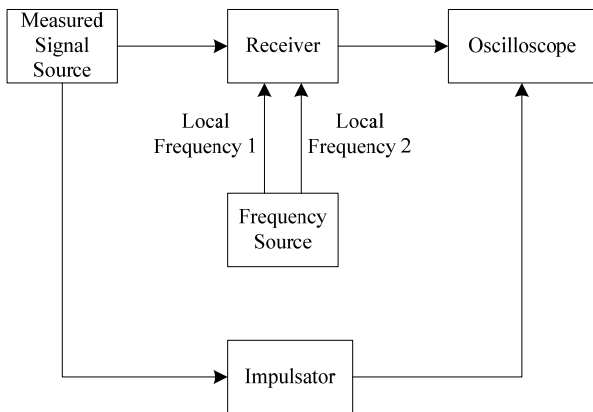 Measured
Signal
Source
Receiver
Oscilloscope
Local
Frequency 1
Local
Frequency 2
Frequency
Source
Impulsator